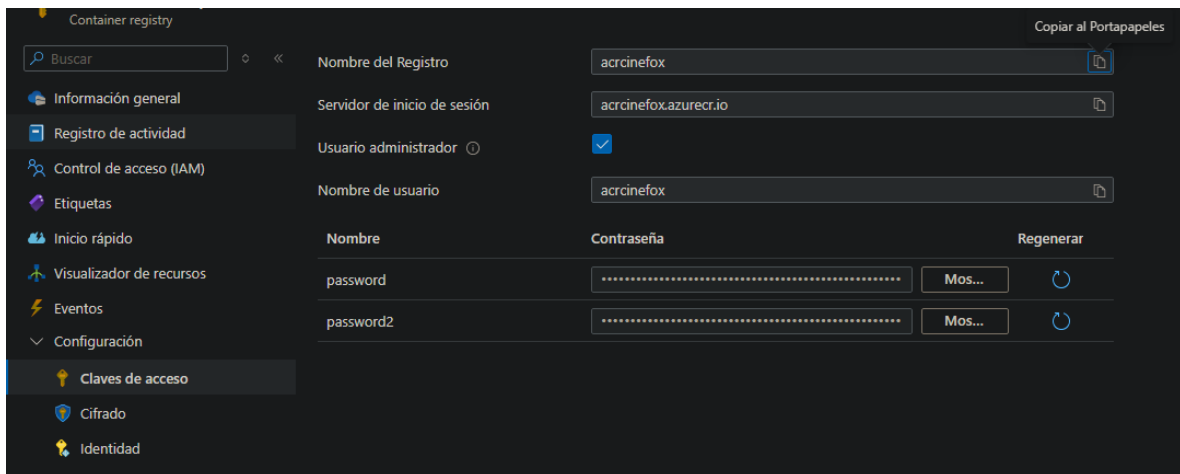 Container registry
Copiar al Portapapeles
Buscar
Nombre del Registro
acrcinefox
Información general
Servidor de inicio de sesión
acrcinefox.azurecr.io
Registro de actividad
Usuario administrador
Control de acceso (IAM)
Nombre de usuario
acrcinefox
Etiquetas
Inicio rápido
Nombre
Contraseña
Regenerar
Visualizador de recursos
password
Mos...
Eventos
password2
Mos...
Configuración
Claves de acceso
Cifrado
Identidad